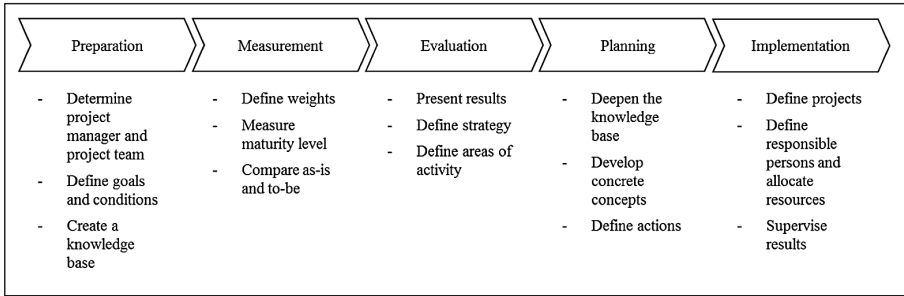 Preparation
Measurement
Evaluation
Planning
Implementation
- Determine
project
manager and
project team
- Define goals
and conditions
- Create a
knowledge
base
- Define weights
- Measure
maturity level
- Compare as-is
and to-be
- Present results
- Define strategy
- Define areas of
activity
- Deepen the
knowledge
base
- Develop
concrete
concepts
- Define actions
- Define projects
- Define
responsible
persons and
allocate
resources
- Supervise
results